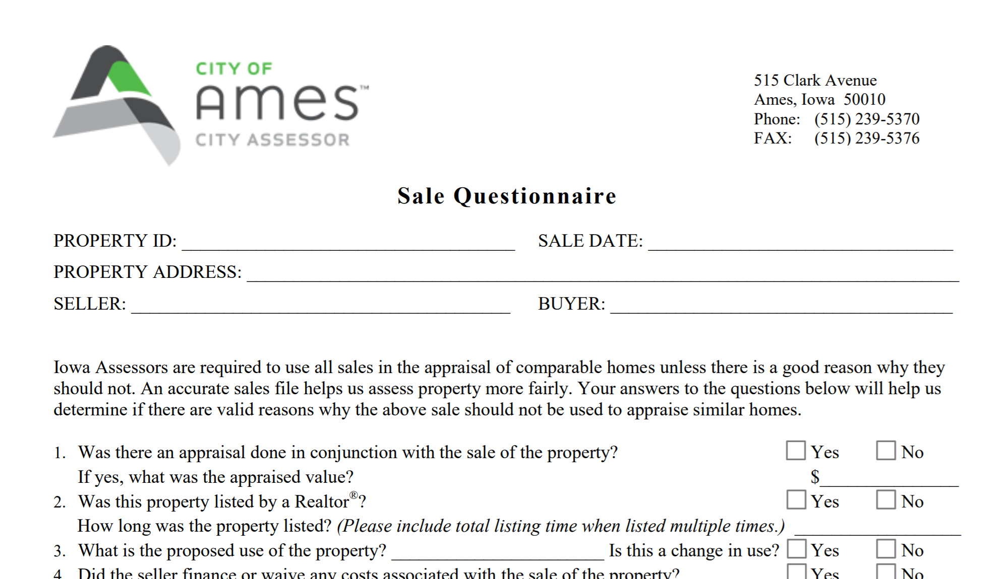 CITY OF
Ames™
CITY ASSESSOR
515 Clark Avenue
Ames, Iowa 50010
Phone: (515) 239-5370
FAX: (515) 239-5376
Sale Questionnaire
PROPERTY ID: ____________________ SALE DATE: ____________________
PROPERTY ADDRESS: ____________________
SELLER: ____________________ BUYER: ____________________
Iowa Assessors are required to use all sales in the appraisal of comparable homes unless there is a good reason why they
should not. An accurate sales file helps us assess property more fairly. Your answers to the questions below will help us
determine if there are valid reasons why the above sale should not be used to appraise similar homes.
1. Was there an appraisal done in conjunction with the sale of the property? ☐ Yes ☐ No
If yes, what was the appraised value? $_______________
2. Was this property listed by a Realtor®? ☐ Yes ☐ No
How long was the property listed? (Please include total listing time when listed multiple times.) __________________
3. What is the proposed use of the property? _______________________ Is this a change in use? ☐ Yes ☐ No
4. Did the seller finance or waive any costs associated with the sale of the property? ☐ Yes ☐ No